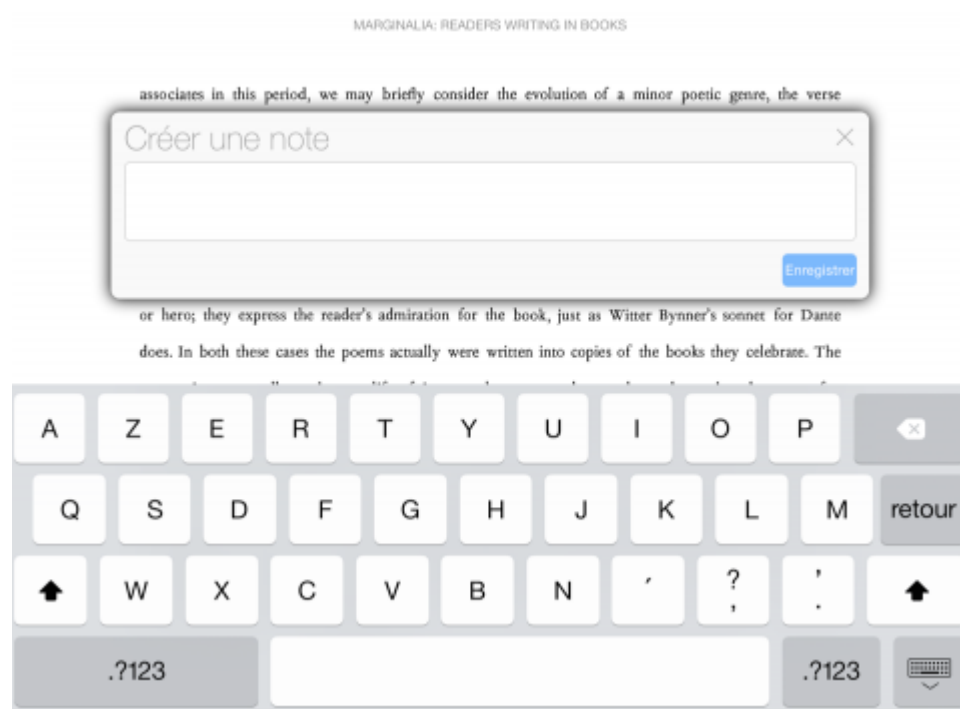 MARGINALIA: READERS WRITING IN BOOKS
associates in this period, we may briefly consider the evolution of a minor poetic genre, the verse
Créer une note
Enregistrer
or hero; they express the reader's admiration for the book, just as Witter Bynner's sonnet for Dante
does. In both these cases the poems actually were written into copies of the books they celebrate. The
A Z E R T Y U I O P
Q S D F G H J K L M retour
W X C V B N ´ ? , ' .
.?123 .?123